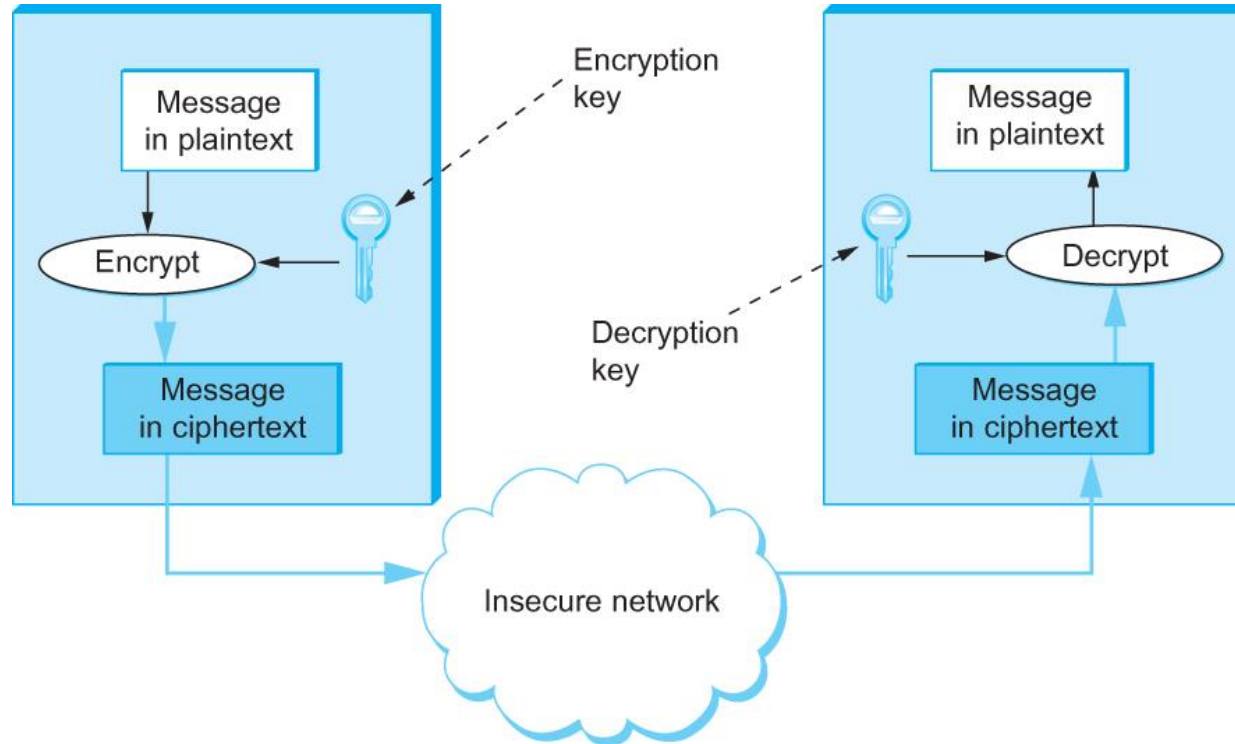 Message
in plaintext
Encrypt
Message
in ciphertext
Encryption
key
Decryption
key
Insecure network
Message
in plaintext
Decrypt
Message
in ciphertext